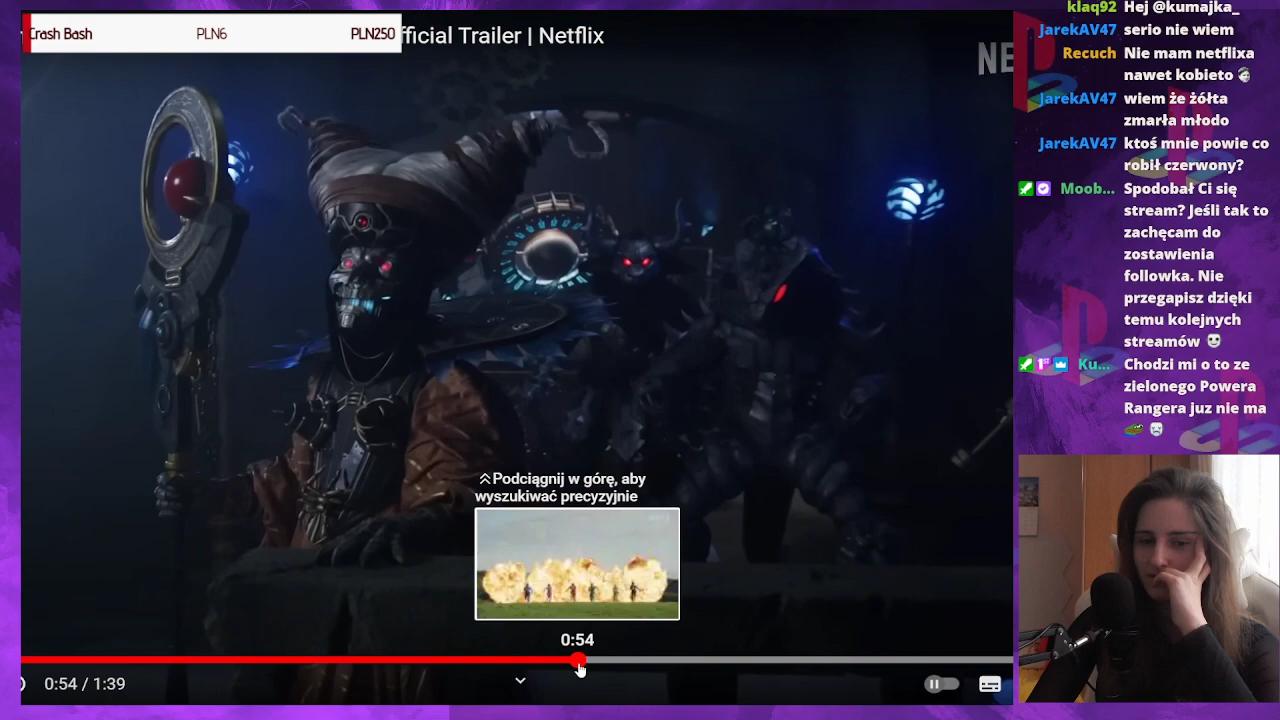 Crash Bash PLN6 PLN250
fficial Trailer | Netflix
NE
Podciągnij w górę, aby
wyszukiwać precyzyjnie
0:54
0:54 / 1:39
klaq92 Hej @kumajka_
JarekAV47 serio nie wiem
Recuch Nie mam netflixa
nawet kobieto
JarekAV47 wiem że żółta
zmarła młodo
JarekAV47 ktoś mnie powie co
robił czerwony?
Moob... Spodobał Ci się
stream? Jeśli tak to
zachęcam do
zostawienia
followka. Nie
przegapisz dzięki
temu kolejnych
streamów
1ST Ku... Chodzi mi o to ze
zielonego Powera
Rangera juz nie ma